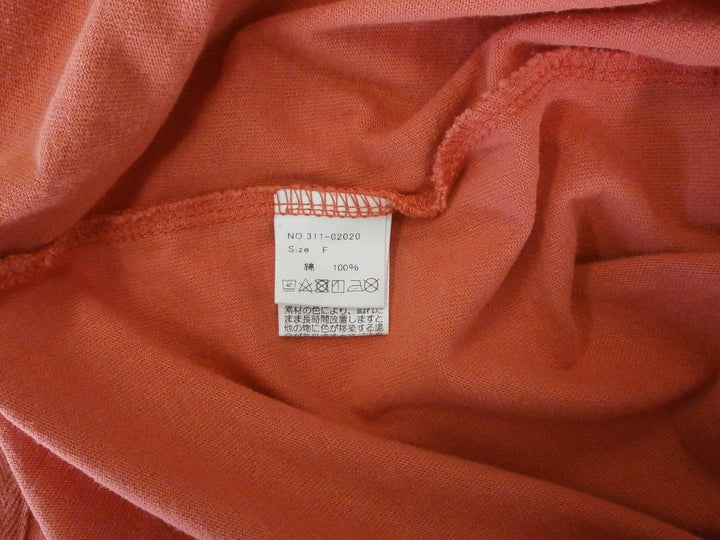 NO 311-02020
Size F
綿 100%
素材の色により、ぬれた
まま長時間放置しますと
他の物に色が移染する場